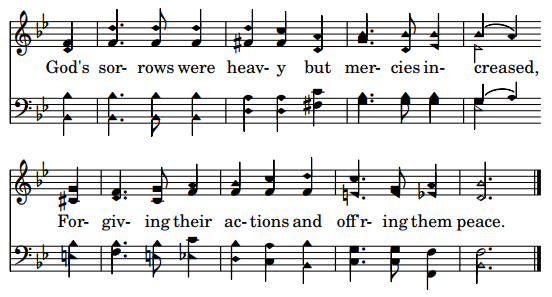 God's sor- rows were heav- y but mer- cies in- creased,
For- giv- ing their ac- tions and off'r- ing them peace.